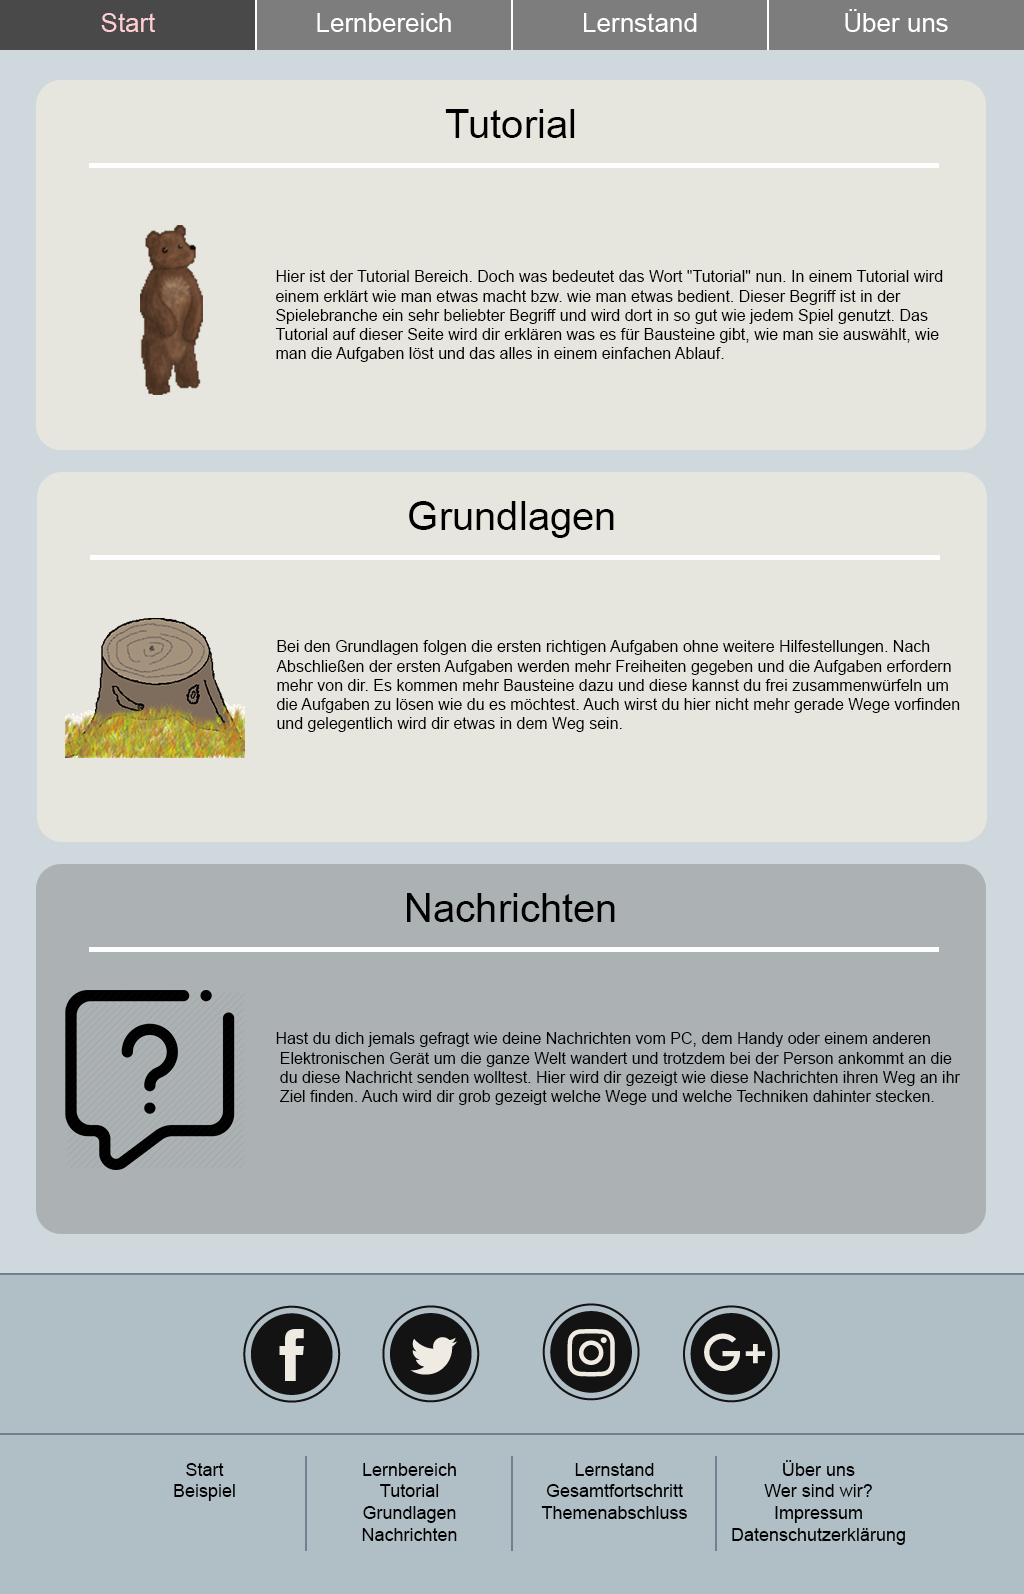 Start
Lernbereich
Lernstand
Über uns
Tutorial
Hier ist der Tutorial Bereich. Doch was bedeutet das Wort "Tutorial" nun. In einem Tutorial wird
einem erklärt wie man etwas macht bzw. wie man etwas bedient. Dieser Begriff ist in der
Spielebranche ein sehr beliebter Begriff und wird dort in so gut wie jedem Spiel genutzt. Das
Tutorial auf dieser Seite wird dir erklären was es für Bausteine gibt, wie man sie auswählt, wie
man die Aufgaben löst und das alles in einem einfachen Ablauf.
Grundlagen
Bei den Grundlagen folgen die ersten richtigen Aufgaben ohne weitere Hilfestellungen. Nach
Abschließen der ersten Aufgaben werden mehr Freiheiten gegeben und die Aufgaben erfordern
mehr von dir. Es kommen mehr Bausteine dazu und diese kannst du frei zusammenwürfeln um
die Aufgaben zu lösen wie du es möchtest. Auch wirst du hier nicht mehr gerade Wege vorfinden
und gelegentlich wird dir etwas in dem Weg sein.
Nachrichten
?
Hast du dich jemals gefragt wie deine Nachrichten vom PC, dem Handy oder einem anderen
Elektronischen Gerät um die ganze Welt wandert und trotzdem bei der Person ankommt an die
du diese Nachricht senden wolltest. Hier wird dir gezeigt wie diese Nachrichten ihren Weg an ihr
Ziel finden. Auch wird dir grob gezeigt welche Wege und welche Techniken dahinter stecken.
f
G+
Start
Beispiel
Lernbereich
Tutorial
Grundlagen
Nachrichten
Lernstand
Gesamtfortschritt
Themenabschluss
Über uns
Wer sind wir?
Impressum
Datenschutzerklärung